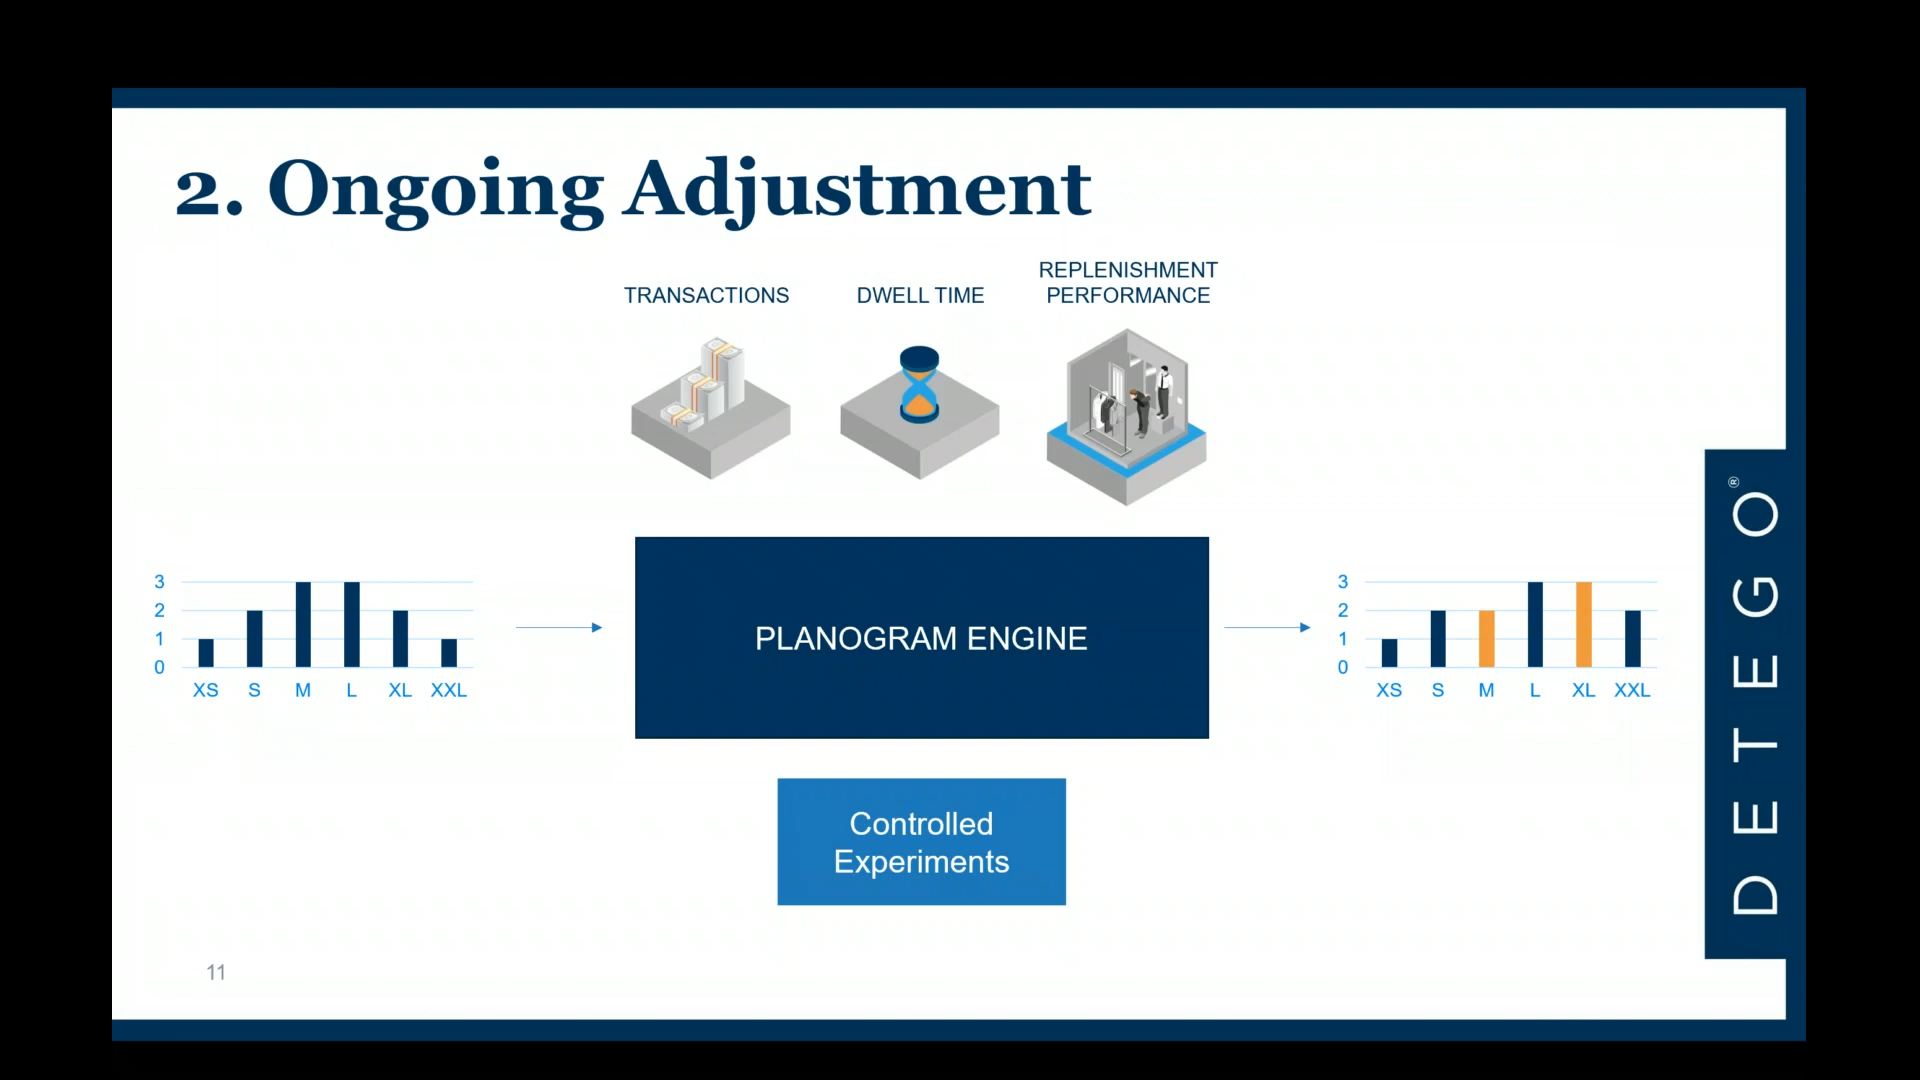 2. Ongoing Adjustment
TRANSACTIONS
DWELL TIME
REPLENISHMENT
PERFORMANCE
3
2
1
0
XS S M L XL XXL
PLANOGRAM ENGINE
3
2
1
0
XS S M L XL XXL
Controlled
Experiments
11
DETEGO®